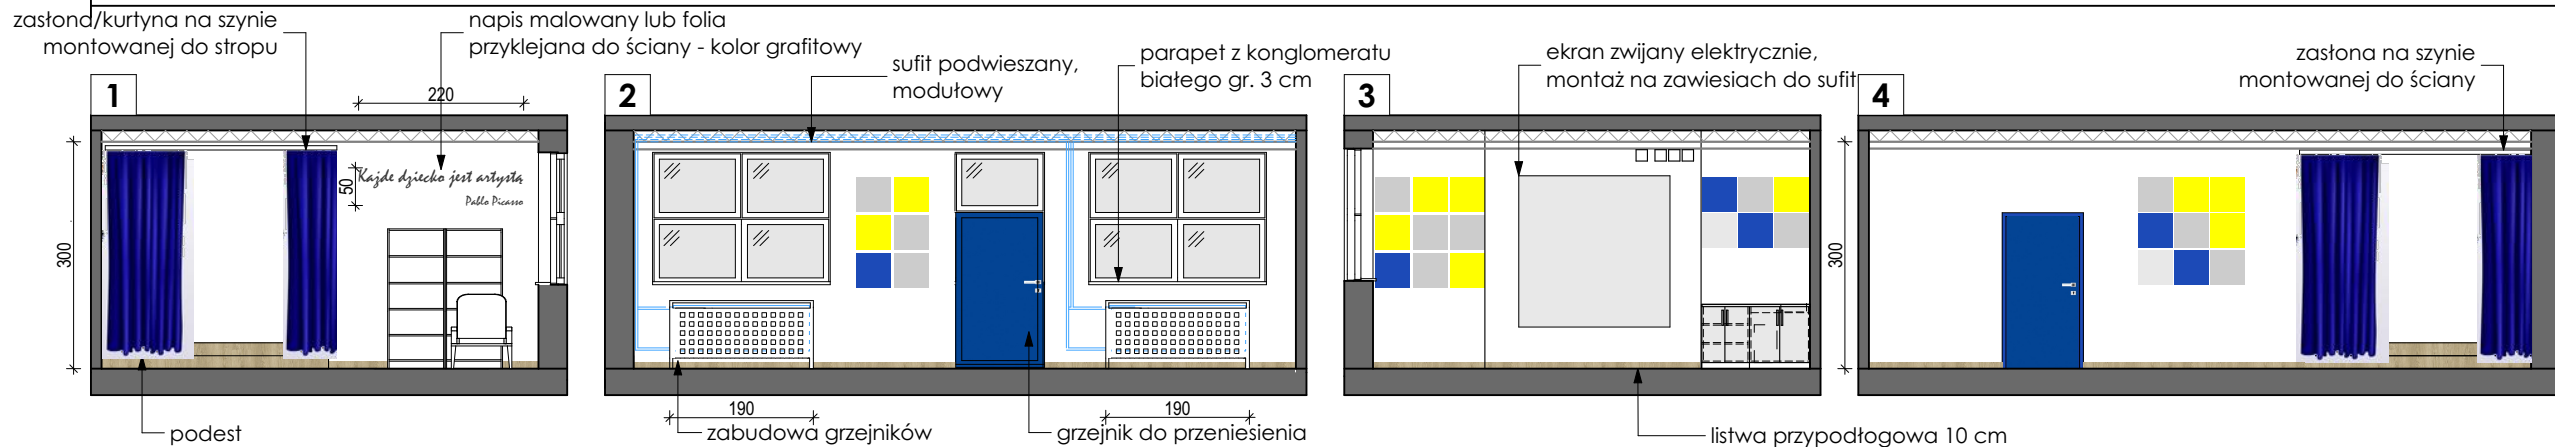 zasłona/kurtyna na szynie
montowanej do stropu
napis malowany lub folia
przyklejana do ściany - kolor grafitowy
sufit podwieszany,
modułowy
parapet z konglomeratu
białego gr. 3 cm
ekran zwijany elektrycznie,
montaż na zawiesiach do sufit
zasłona na szynie
montowanej do ściany
1
220
2
3
4
Każde dziecko jest artystą
Pablo Picasso
50
300
300
190
190
podest
zabudowa grzejników
grzejnik do przeniesienia
listwa przypodłogowa 10 cm